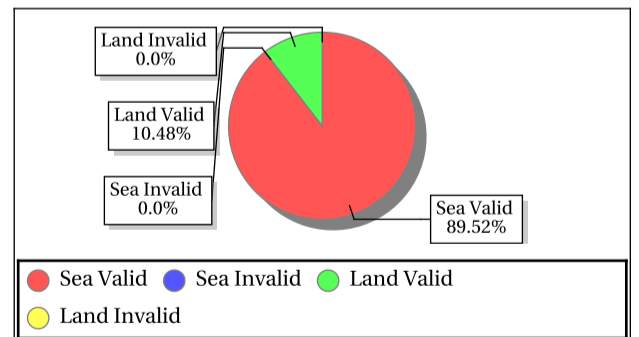 Land Invalid
0.0%
Land Valid
10.48%
Sea Invalid
0.0%
Sea Valid
89.52%
Sea Valid Sea Invalid Land Valid
Land Invalid